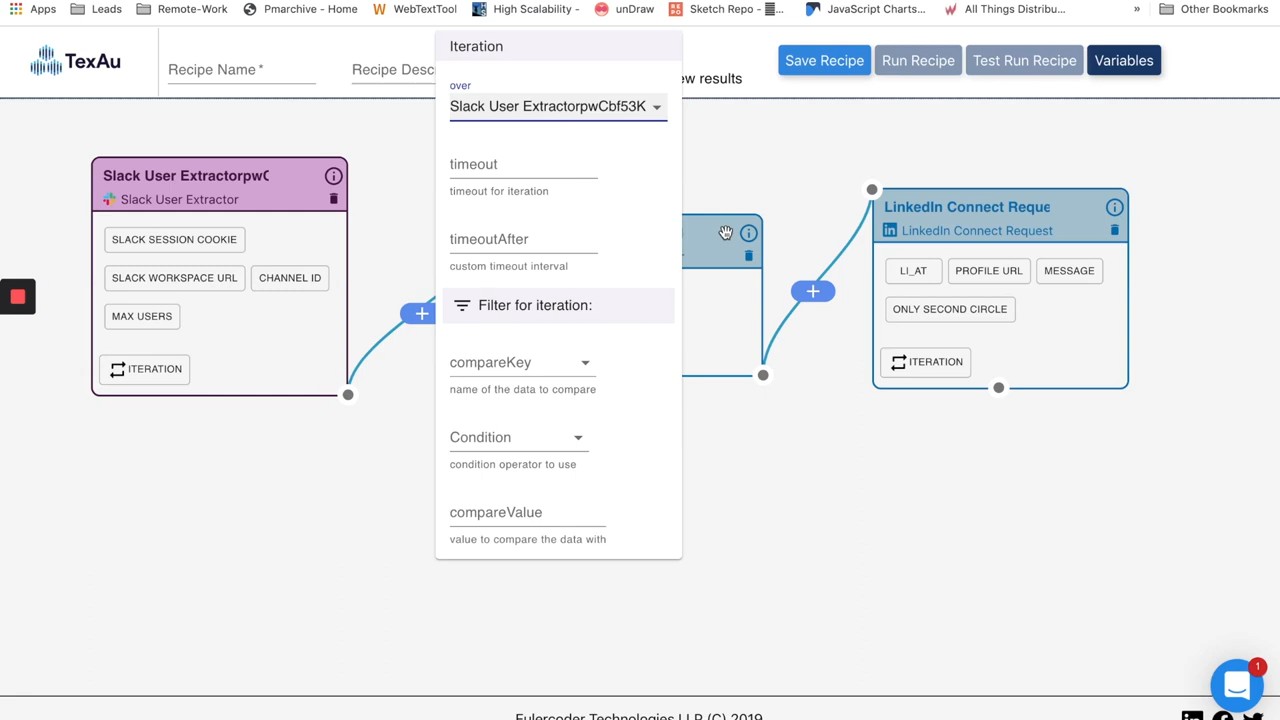 Apps
Leads
Remote-Work
Pmarchive - Home
WebTextTool
High Scalability -
unDraw
Sketch Repo -
JavaScript Charts...
All Things Distribu...
»
Other Bookmarks
TexAu
Recipe Name *
Recipe Desc
ew results
Save Recipe
Run Recipe
Test Run Recipe
Variables
Iteration
over
Slack User ExtractorpwCbf53K
timeout
timeout for iteration
timeoutAfter
custom timeout interval
Filter for iteration:
compareKey
name of the data to compare
Condition
condition operator to use
compareValue
value to compare the data with
Slack User ExtractorpwC
Slack User Extractor
SLACK SESSION COOKIE
SLACK WORKSPACE URL
CHANNEL ID
MAX USERS
ITERATION
LinkedIn Connect Reque
LinkedIn Connect Request
LI_AT
PROFILE URL
MESSAGE
ONLY SECOND CIRCLE
ITERATION
1
Eulercoder Technologies LLP (C) 2019